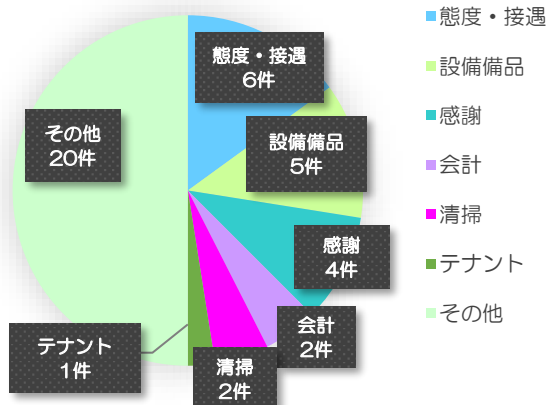 態度・接遇
6件
設備備品
5件
感謝
4件
会計
2件
清掃
2件
テナント
1件
その他
20件
態度・接遇
設備備品
感謝
会計
清掃
テナント
その他